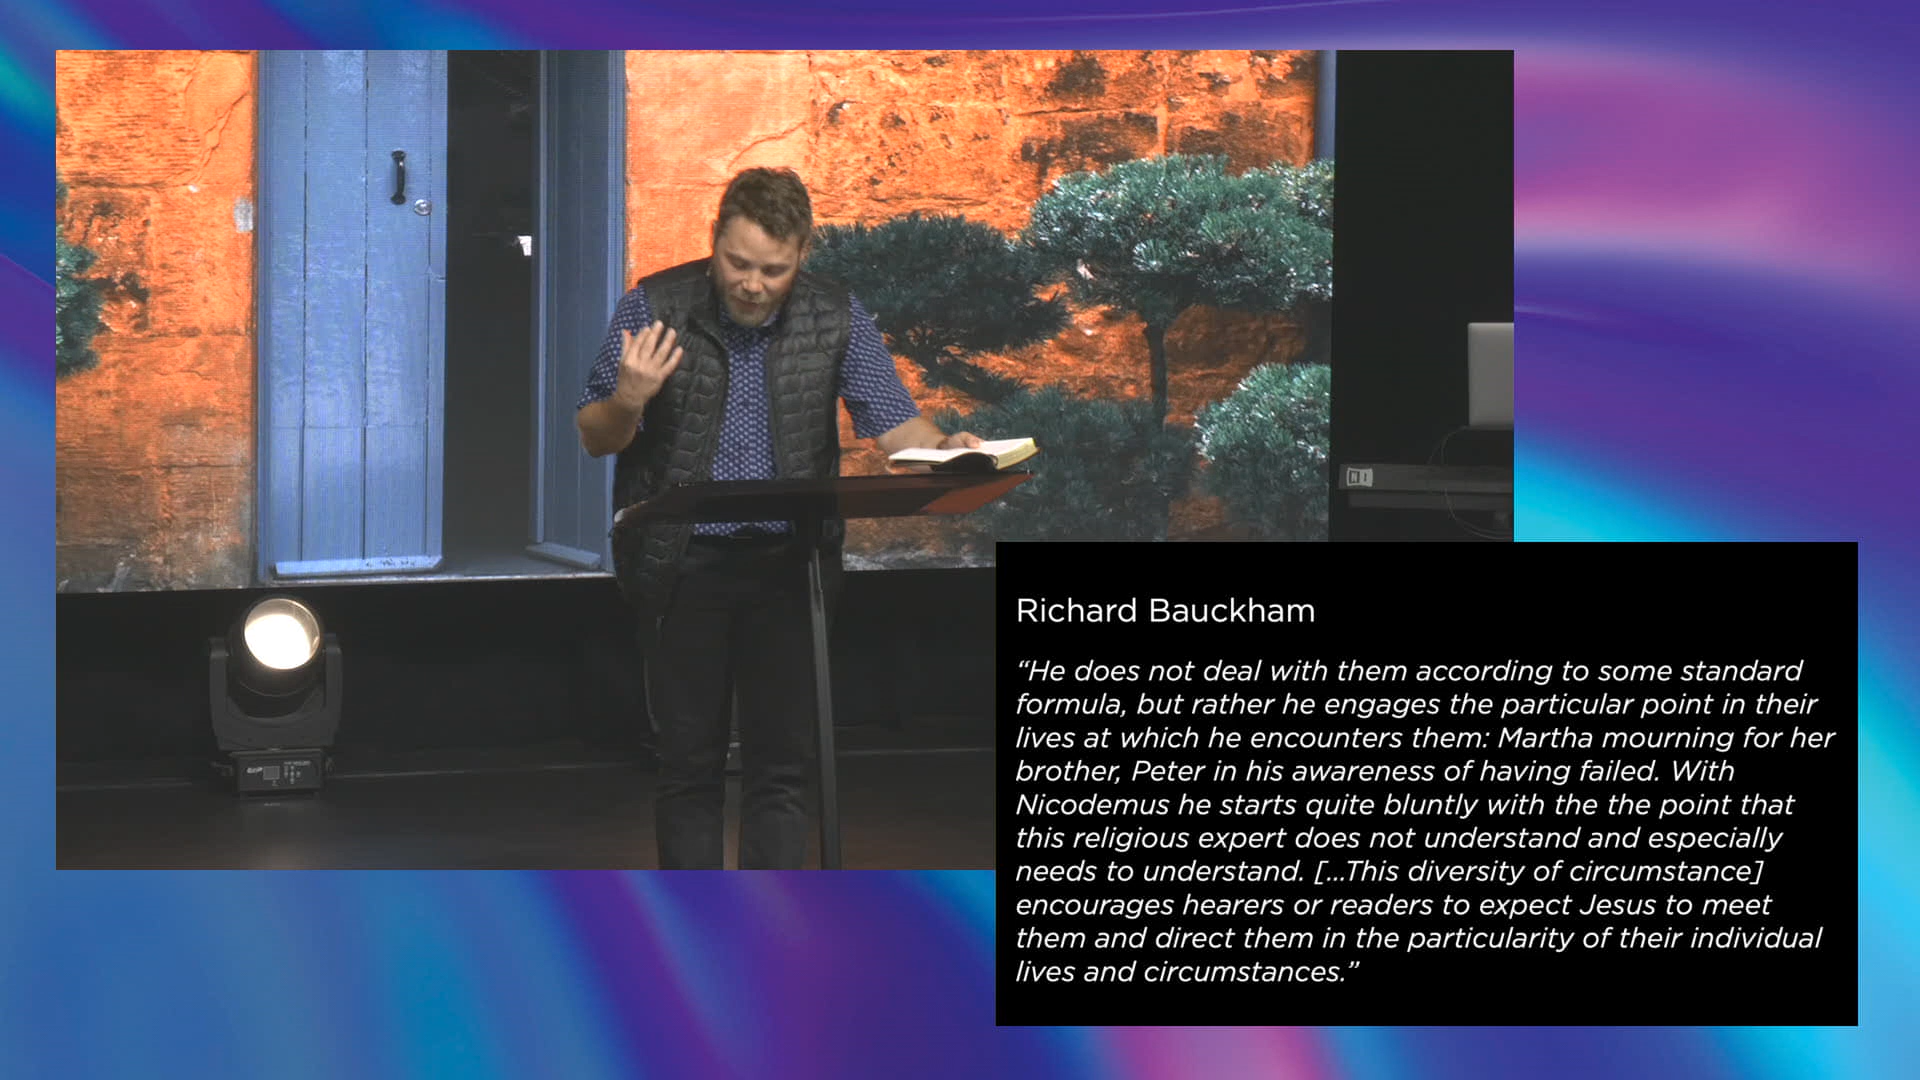 Richard Bauckham
“He does not deal with them according to some standard
formula, but rather he engages the particular point in their
lives at which he encounters them: Martha mourning for her
brother, Peter in his awareness of having failed. With
Nicodemus he starts quite bluntly with the the point that
this religious expert does not understand and especially
needs to understand. [...This diversity of circumstance]
encourages hearers or readers to expect Jesus to meet
them and direct them in the particularity of their individual
lives and circumstances.”